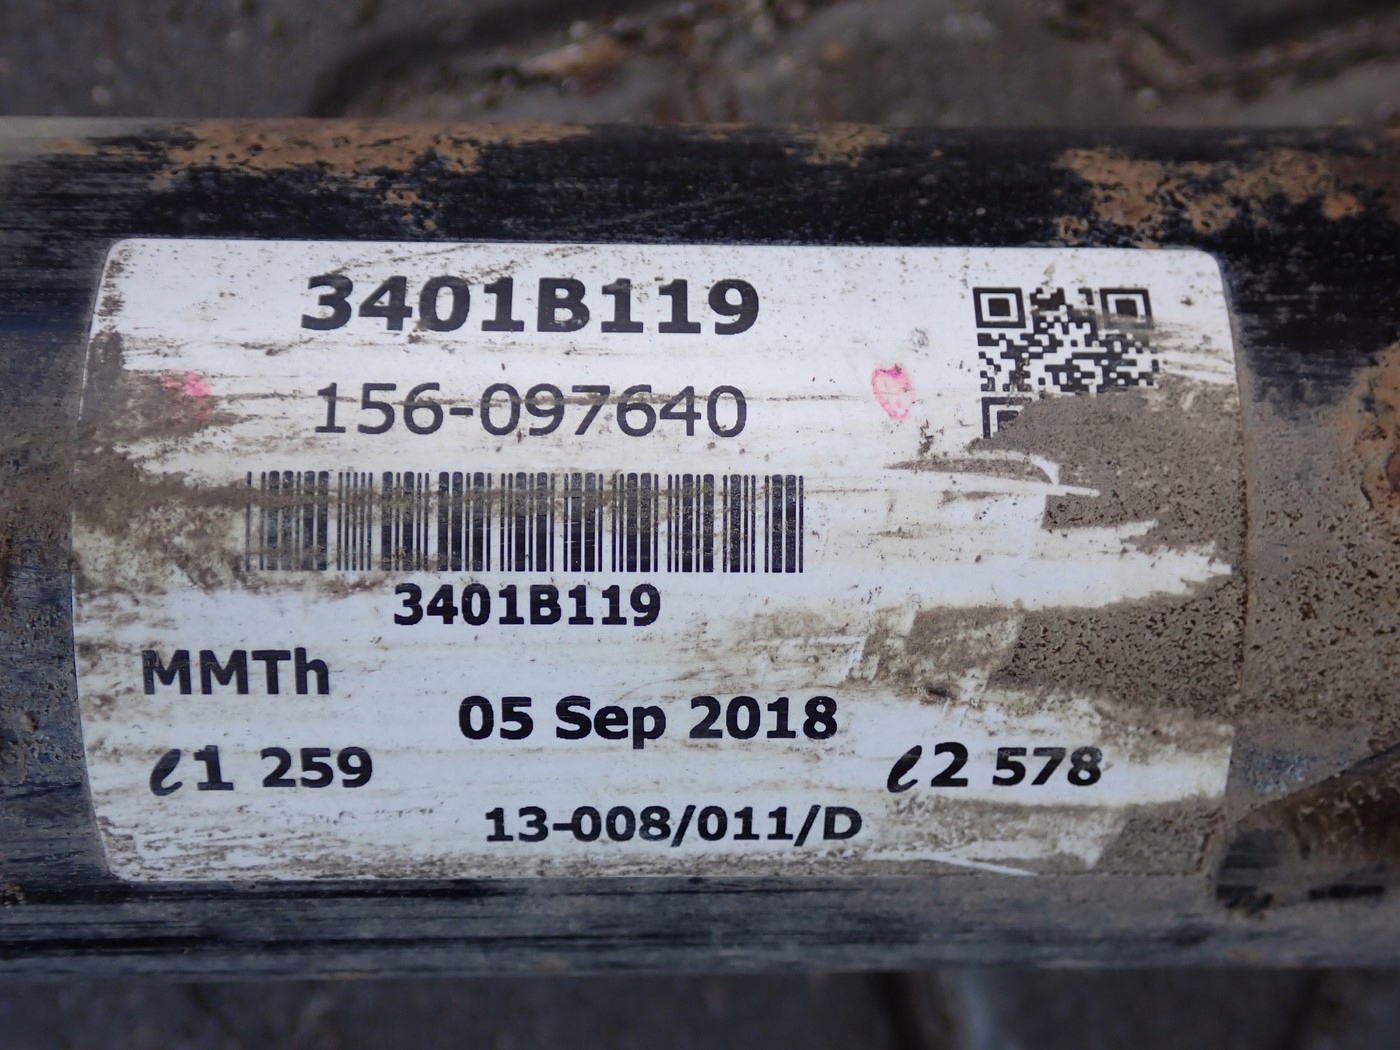 3401B119
156-097640
3401B119
MMTh
05 Sep 2018
ℓ1 259
ℓ2 578
13-008/011/D